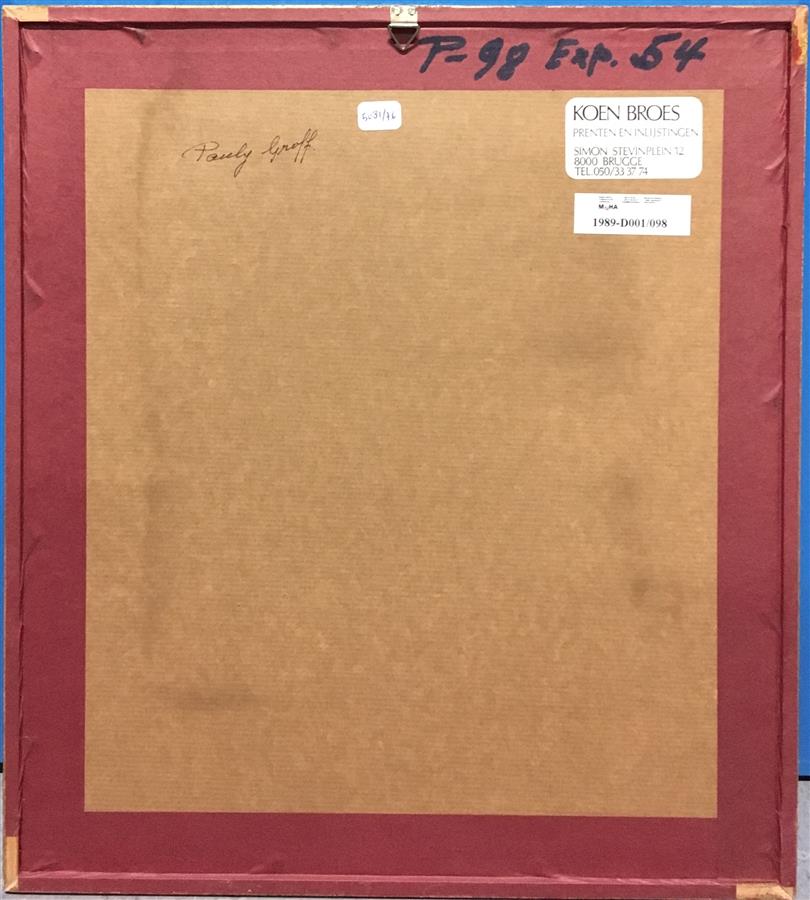 P-98 Exp. 54
5031/76
Pauly Groff.
KOEN BROES
PRENTEN EN INLIJSTINGEN
SIMON STEVINPLEIN 12
8000 BRUGGE
TEL.050/33 37 74
1989-D001/098